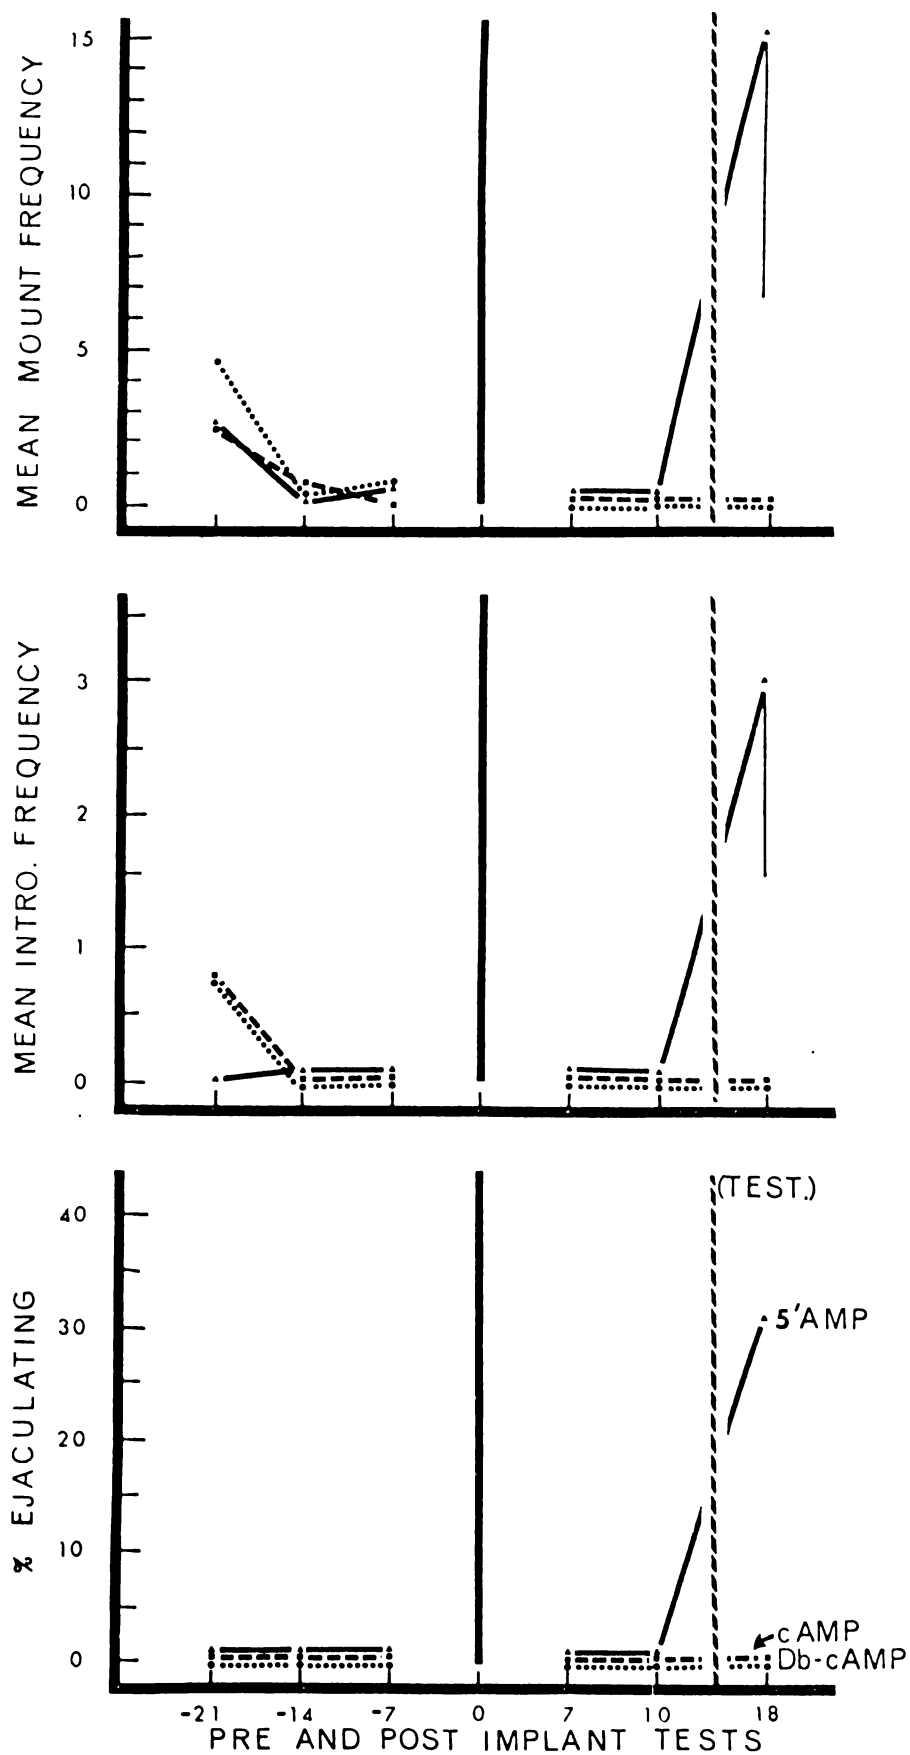 MEAN MOUNT FREQUENCY
15
10
5
0
MEAN INTRO. FREQUENCY
3
2
1
0
% EJACULATING
40
30
20
10
0
(TEST.)
5'AMP
cAMP
Db-cAMP
-21 -14 -7 0 7 10 18
PRE AND POST IMPLANT TESTS